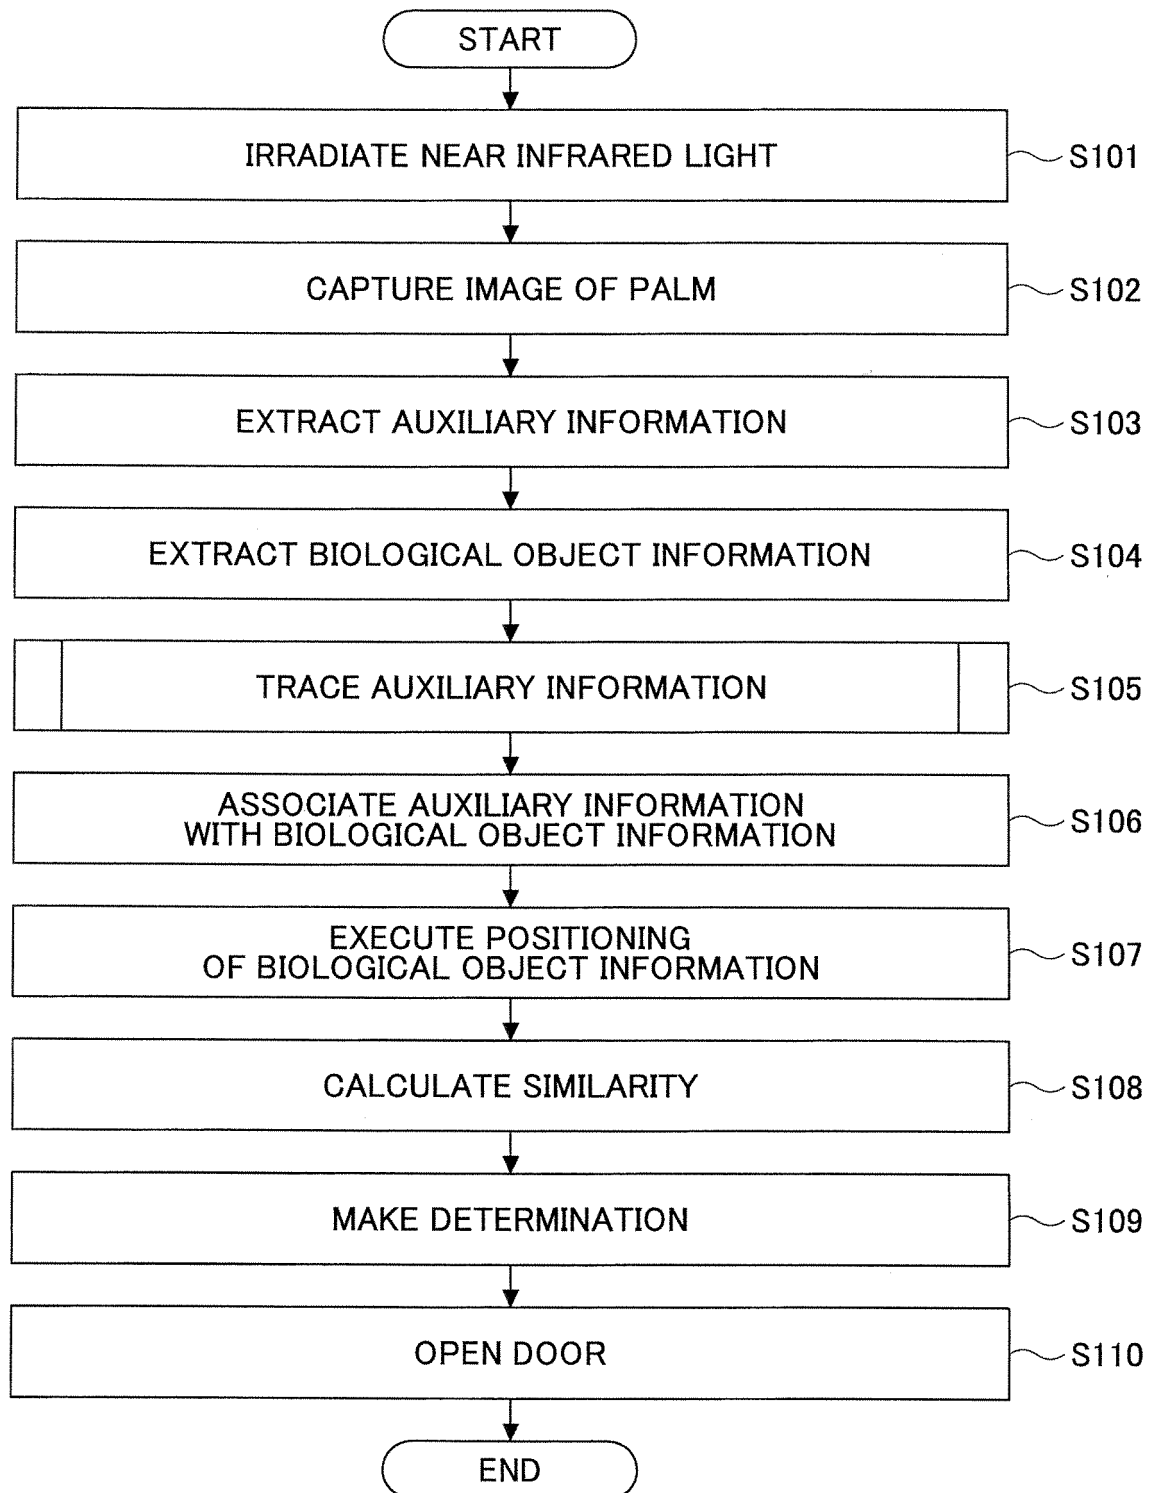 START
IRRADIATE NEAR INFRARED LIGHT
S101
CAPTURE IMAGE OF PALM
S102
EXTRACT AUXILIARY INFORMATION
S103
EXTRACT BIOLOGICAL OBJECT INFORMATION
S104
TRACE AUXILIARY INFORMATION
S105
ASSOCIATE AUXILIARY INFORMATION
WITH BIOLOGICAL OBJECT INFORMATION
S106
EXECUTE POSITIONING
OF BIOLOGICAL OBJECT INFORMATION
S107
CALCULATE SIMILARITY
S108
MAKE DETERMINATION
S109
OPEN DOOR
S110
END